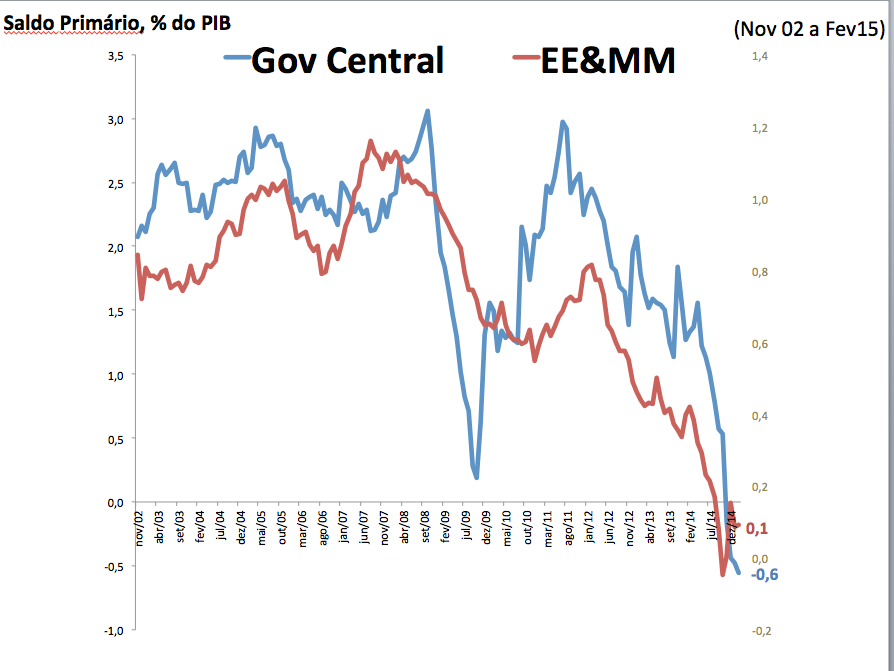 Saldo Primário, % do PIB
(Nov 02 a Fev15)
Gov Central
EE&MM
3,5
3,0
2,5
2,0
1,5
1,0
0,5
0,0
-0,5
-1,0
1,4
1,2
1,0
0,8
0,6
0,4
0,2
0,0
-0,2
nov/02
abr/03
set/03
fev/04
jul/04
dez/04
mai/05
out/05
mar/06
ago/06
jan/07
jun/07
nov/07
abr/08
set/08
fev/09
jul/09
dez/09
mai/10
out/10
mar/11
ago/11
jan/12
jun/12
nov/12
abr/13
set/13
fev/14
jul/14
dez/14
0,1
-0,6